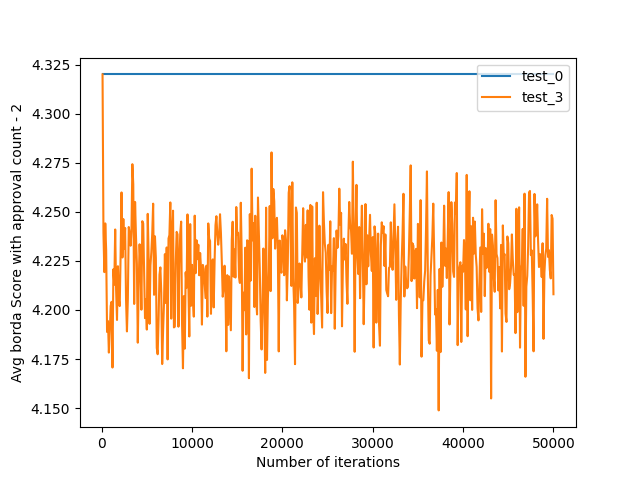 4.325
4.300
4.275
4.250
4.225
4.200
4.175
4.150
Avg borda Score with approval count - 2
test_0
test_3
0 10000 20000 30000 40000 50000
Number of iterations